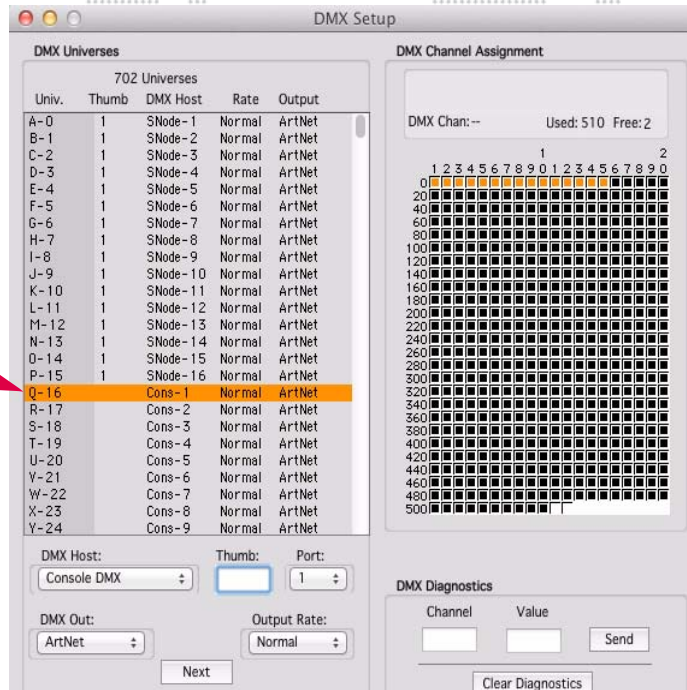 DMX Setup
DMX Universes
702 Universes
Univ. Thumb DMX Host Rate Output
A-0 1 SNode-1 Normal ArtNet
B-1 1 SNode-2 Normal ArtNet
C-2 1 SNode-3 Normal ArtNet
D-3 1 SNode-4 Normal ArtNet
E-4 1 SNode-5 Normal ArtNet
F-5 1 SNode-6 Normal ArtNet
G-6 1 SNode-7 Normal ArtNet
H-7 1 SNode-8 Normal ArtNet
I-8 1 SNode-9 Normal ArtNet
J-9 1 SNode-10 Normal ArtNet
K-10 1 SNode-11 Normal ArtNet
L-11 1 SNode-12 Normal ArtNet
M-12 1 SNode-13 Normal ArtNet
N-13 1 SNode-14 Normal ArtNet
O-14 1 SNode-15 Normal ArtNet
P-15 1 SNode-16 Normal ArtNet
Q-16 Cons-1 Normal ArtNet
R-17 Cons-2 Normal ArtNet
S-18 Cons-3 Normal ArtNet
T-19 Cons-4 Normal ArtNet
U-20 Cons-5 Normal ArtNet
V-21 Cons-6 Normal ArtNet
W-22 Cons-7 Normal ArtNet
X-23 Cons-8 Normal ArtNet
Y-24 Cons-9 Normal ArtNet
DMX Host: Thumb: Port:
Console DMX 1
DMX Out: Output Rate:
ArtNet Normal
Next
DMX Channel Assignment
DMX Chan:-- Used: 510 Free: 2
1 2
1 2 3 4 5 6 7 8 9 0 1 2 3 4 5 6 7 8 9 0
0
20
40
60
80
100
120
140
160
180
200
220
240
260
280
300
320
340
360
380
400
420
440
460
480
500
DMX Diagnostics
Channel Value
Send
Clear Diagnostics